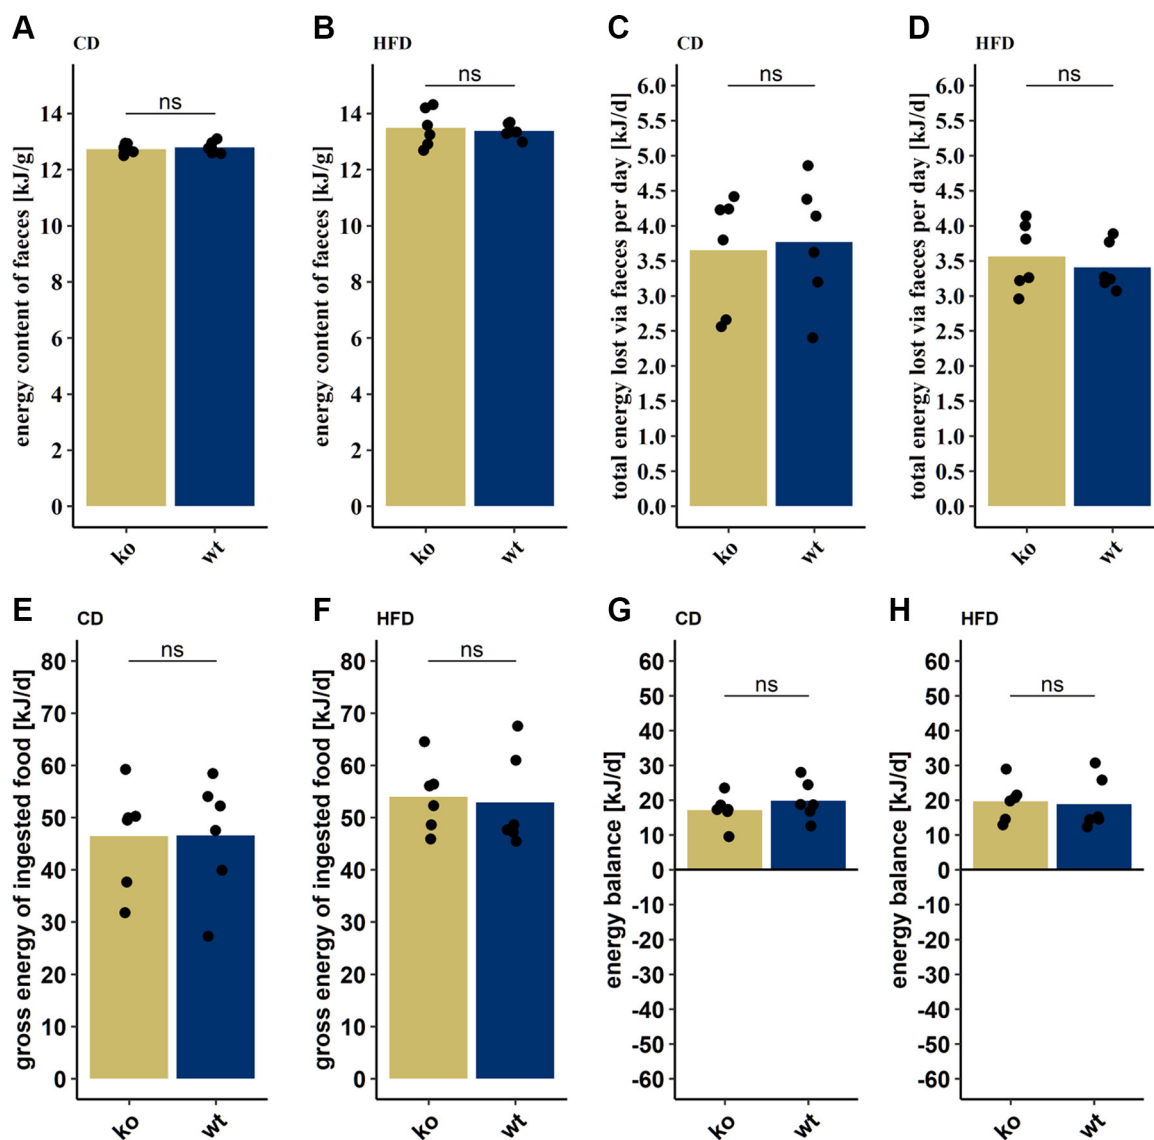 A
CD
energy content of faeces [kJ/g]
14
12
10
8
6
4
2
0
ns
ko
wt
B
HFD
energy content of faeces [kJ/g]
14
12
10
8
6
4
2
0
ns
ko
wt
C
CD
total energy lost via faeces per day [kJ/d]
6.0
5.5
5.0
4.5
4.0
3.5
3.0
2.5
2.0
1.5
1.0
0.5
0.0
ns
ko
wt
D
HFD
total energy lost via faeces per day [kJ/d]
6.0
5.5
5.0
4.5
4.0
3.5
3.0
2.5
2.0
1.5
1.0
0.5
0.0
ns
ko
wt
E
CD
gross energy of ingested food [kJ/d]
80
70
60
50
40
30
20
10
0
ns
ko
wt
F
HFD
gross energy of ingested food [kJ/d]
80
70
60
50
40
30
20
10
0
ns
ko
wt
G
CD
energy balance [kJ/d]
60
50
40
30
20
10
0
-10
-20
-30
-40
-50
-60
ns
ko
wt
H
HFD
energy balance [kJ/d]
60
50
40
30
20
10
0
-10
-20
-30
-40
-50
-60
ns
ko
wt